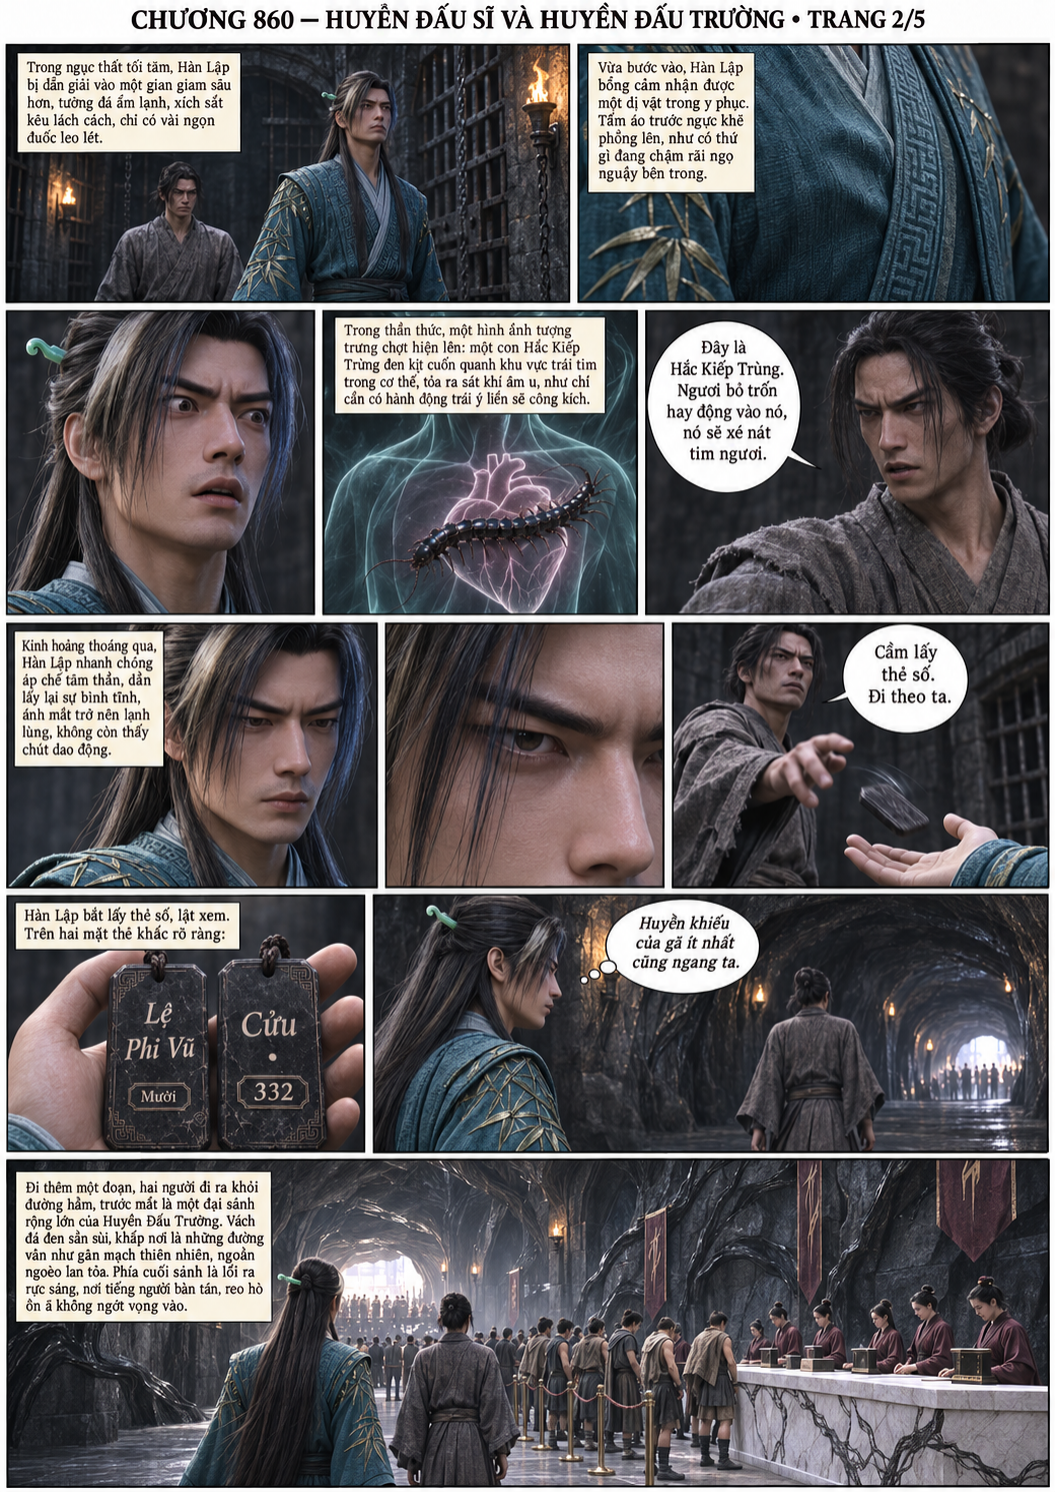 CHƯƠNG 860 — HUYỀN ĐẤU SĨ VÀ HUYỀN ĐẤU TRƯỜNG • TRANG 2/5
Trong ngục thất tối tăm, Hàn Lập
bị dẫn giải vào một gian giam sâu
hơn, tường đá ẩm lạnh, xích sắt
kêu lách cách, chỉ có vài ngọn
đuốc leo lét.
Vừa bước vào, Hàn Lập
bỗng cảm nhận được
một dị vật trong y phục.
Tấm áo trước ngực khẽ
phồng lên, như có thứ
gì đang chậm rãi ngọ
nguậy bên trong.
Trong thần thức, một hình ảnh tượng
trưng chợt hiện lên: một con Hắc Kiếp
Trùng đen kịt cuốn quanh khu vực trái tim
trong cơ thể, tỏa ra sát khí âm u, như chỉ
cần có hành động trái ý liền sẽ công kích.
Đây là
Hắc Kiếp Trùng.
Ngươi bỏ trốn
hay động vào nó,
nó sẽ xé nát
tim ngươi.
Kinh hoảng thoáng qua,
Hàn Lập nhanh chóng
áp chế tâm thần, dần
lấy lại sự bình tĩnh,
ánh mắt trở nên lạnh
lùng, không còn thấy
chút dao động.
Cầm lấy
thẻ số.
Đi theo ta.
Hàn Lập bắt lấy thẻ số, lật xem.
Trên hai mặt thẻ khắc rõ ràng:
Lệ
Phi Vũ
Mười
Cửu
•
332
Huyền khiếu
của gã ít nhất
cũng ngang ta.
Đi thêm một đoạn, hai người đi ra khỏi
đường hầm, trước mắt là một đại sảnh
rộng lớn của Huyền Đấu Trường. Vách
đá đen sần sùi, khắp nơi là những đường
vân như gân mạch thiên nhiên, ngoằn
ngoèo lan tỏa. Phía cuối sảnh là lối ra
rực sáng, nơi tiếng người bàn tán, reo hò
ồn ã không ngớt vọng vào.